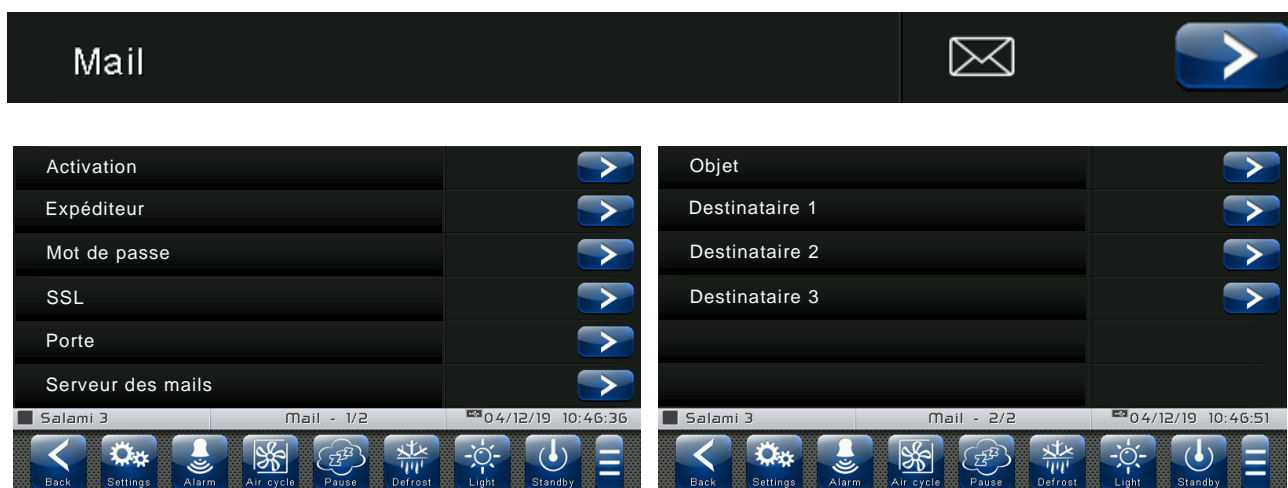 Mail
Activation
Expéditeur
Mot de passe
SSL
Porte
Serveur des mails
Salami 3 Mail - 1/2 04/12/19 10:46:36
Back Settings Alarm Air cycle Pause Defrost Light Standby
Objet
Destinataire 1
Destinataire 2
Destinataire 3
Salami 3 Mail - 2/2 04/12/19 10:46:51
Back Settings Alarm Air cycle Pause Defrost Light Standby